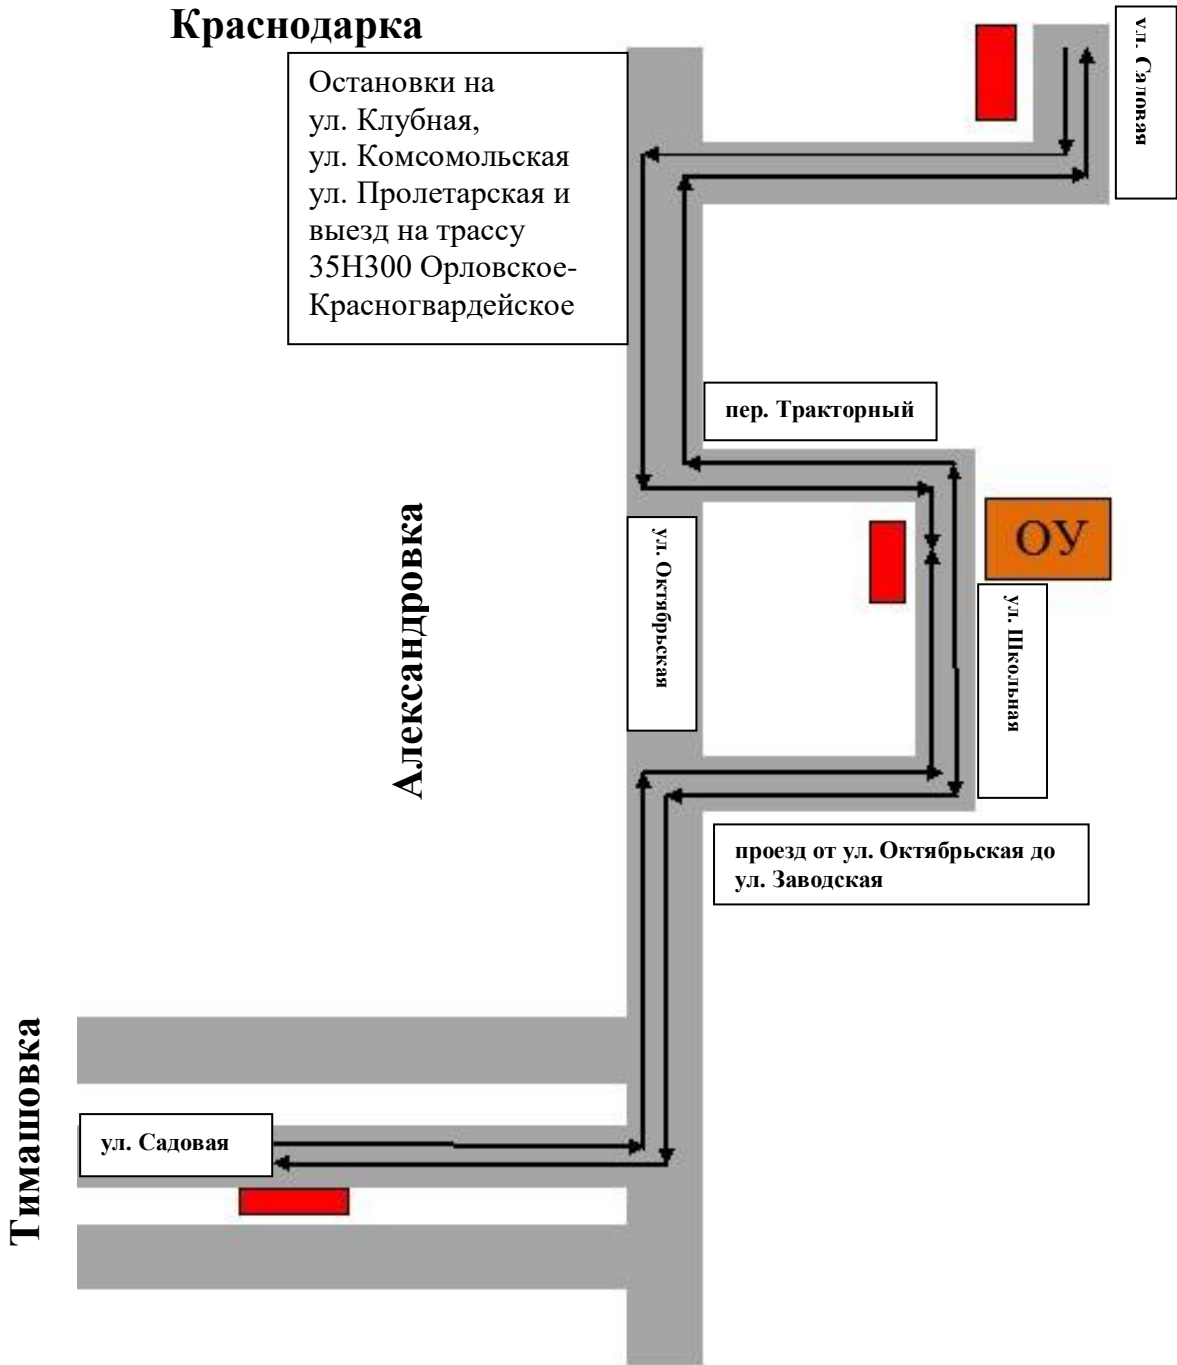 Краснодарка
ул. Садовая
Остановки на
ул. Клубная,
ул. Комсомольская
ул. Пролетарская и
выезд на трассу
35Н300 Орловское-
Красногвардейское
пер. Тракторный
Александровка
ул. Октябрьская
ОУ
ул. Школьная
проезд от ул. Октябрьская до
ул. Заводская
Тимашовка
ул. Садовая